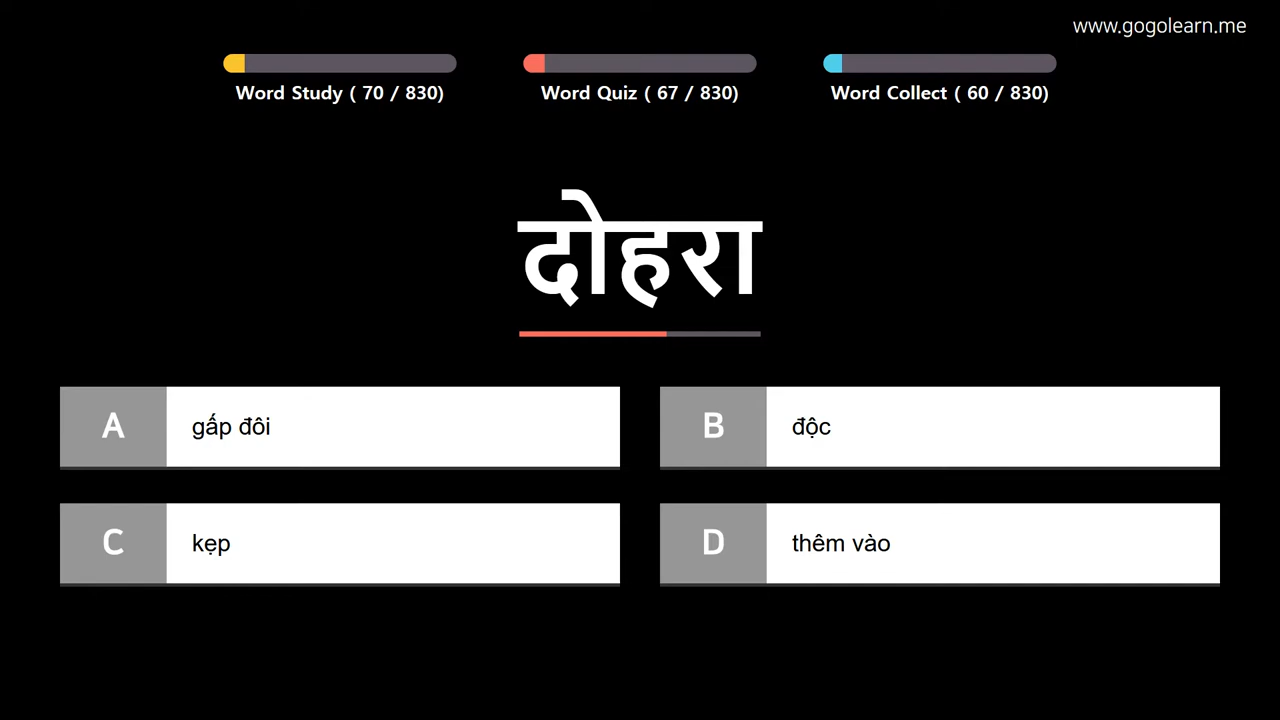 www.gogolearn.me
Word Study ( 70 / 830)
Word Quiz ( 67 / 830)
Word Collect ( 60 / 830)
दोहरा
A gấp đôi
B độc
C kẹp
D thêm vào